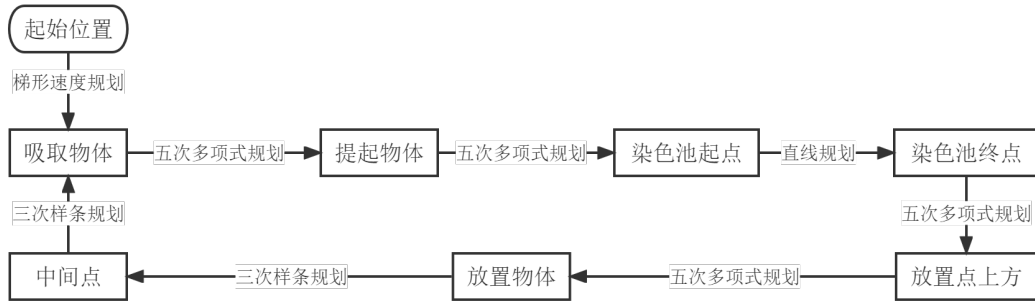 起始位置
梯形速度规划
吸取物体
五次多项式规划
提起物体
五次多项式规划
染色池起点
直线规划
染色池终点
五次多项式规划
放置点上方
五次多项式规划
放置物体
三次样条规划
中间点
三次样条规划